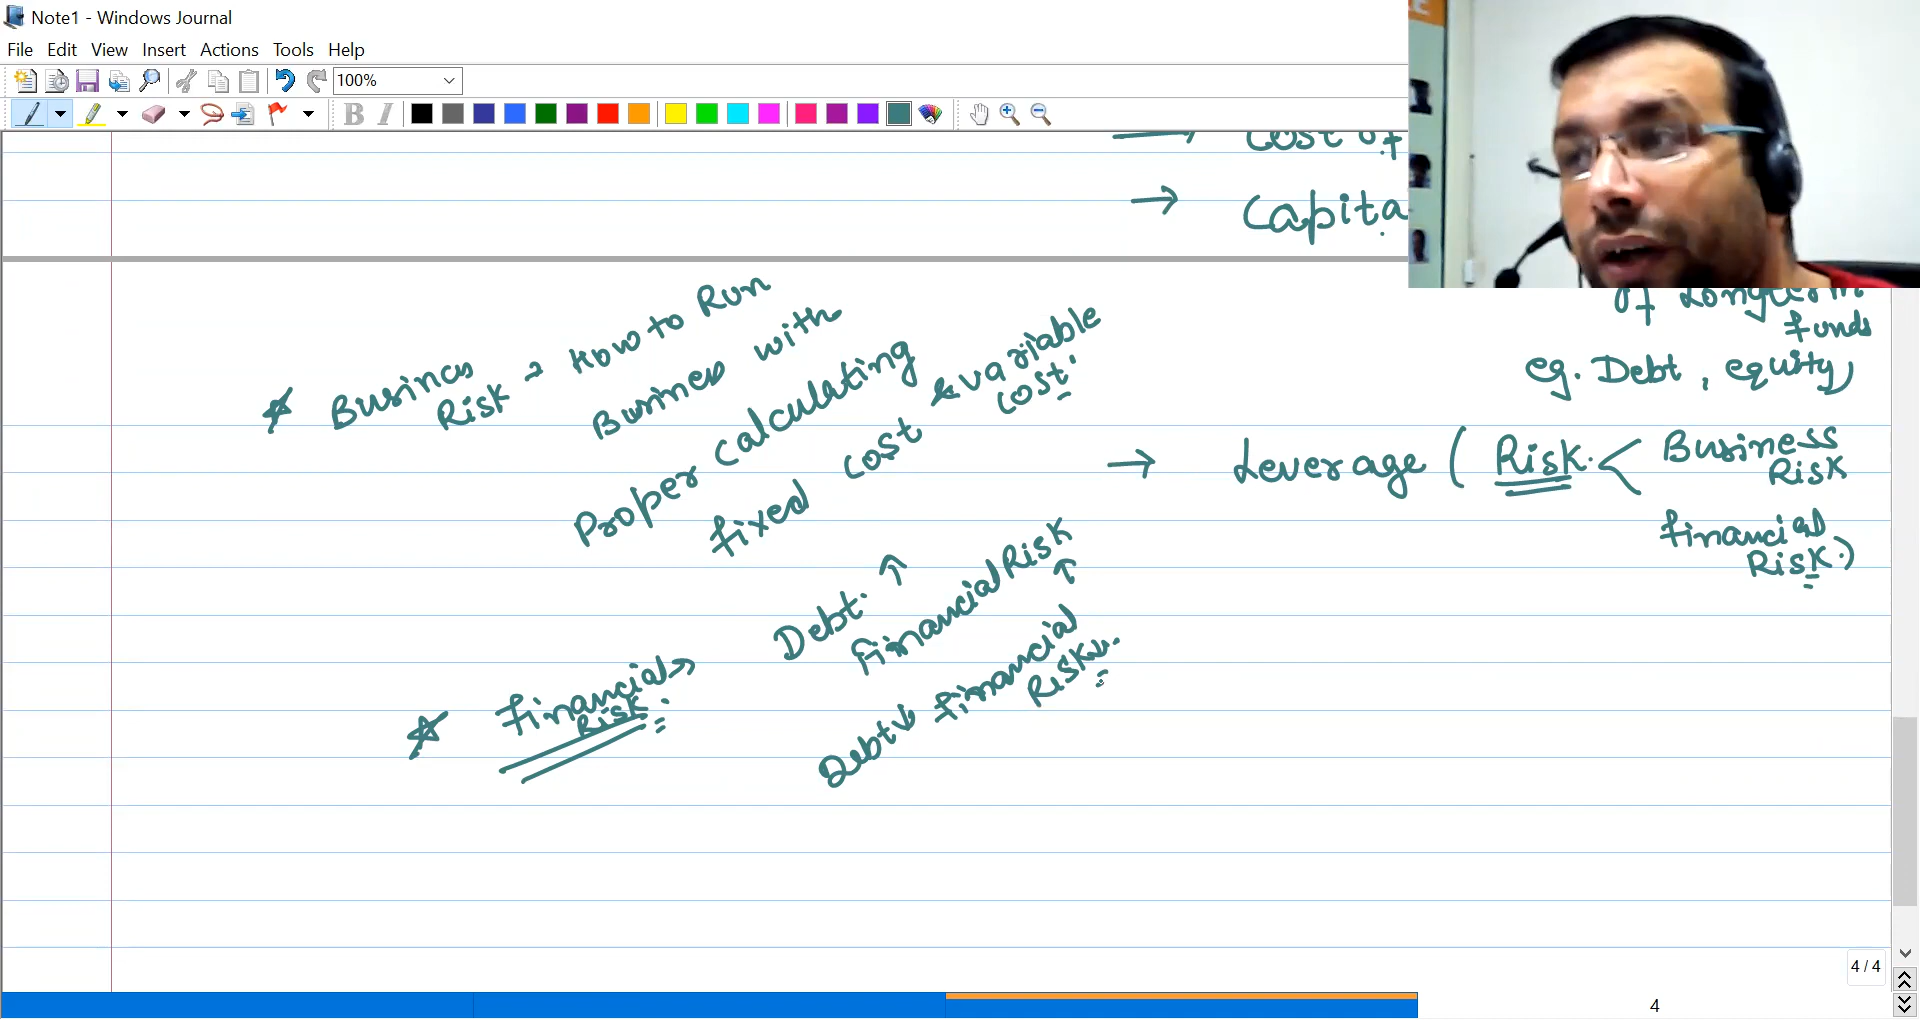 Note1 - Windows Journal
File Edit View Insert Actions Tools Help
100%
B I
Cost of
Capita
of Longterm
funds
eg. Debt, equity
Business
Risk
How to Run
Business with
Proper calculating
fixed cost & variable
cost.
Leverage ( Risk. < Business
Risk
financial
Risk.)
Debt. ↑
financial Risk ↑
Financial
Risk.
Debt ↓ financial
Risk ↓.
4 / 4
4